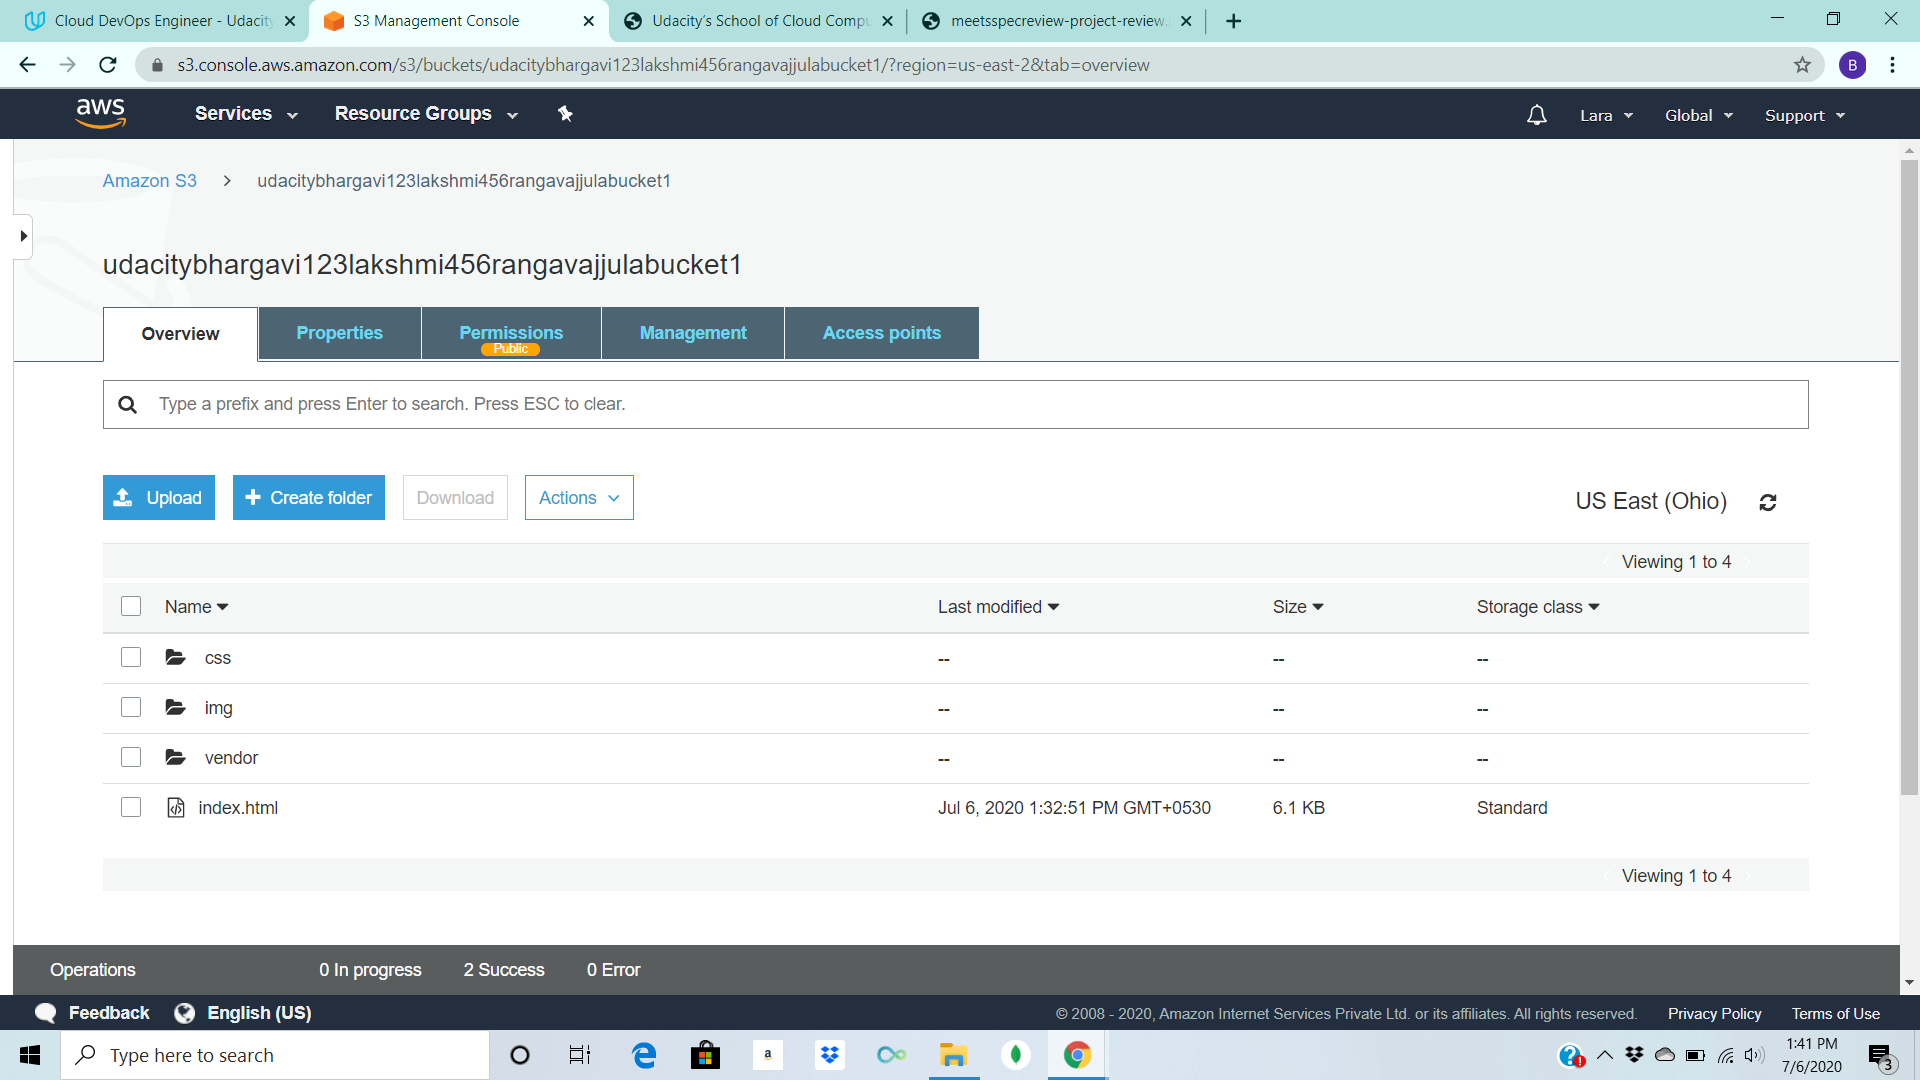 Cloud DevOps Engineer - Udacity
S3 Management Console
Udacity's School of Cloud Compu
meetsspecreview-project-review.
s3.console.aws.amazon.com/s3/buckets/udacitybhargavi123lakshmi456rangavajjulabucket1/?region=us-east-2&tab=overview
B
aws
Services
Resource Groups
Lara
Global
Support
Amazon S3 > udacitybhargavi123lakshmi456rangavajjulabucket1
udacitybhargavi123lakshmi456rangavajjulabucket1
Overview
Properties
Permissions
Public
Management
Access points
Type a prefix and press Enter to search. Press ESC to clear.
Upload
+ Create folder
Download
Actions
US East (Ohio)
Viewing 1 to 4
Name
Last modified
Size
Storage class
css -- -- --
img -- -- --
vendor -- -- --
index.html Jul 6, 2020 1:32:51 PM GMT+0530 6.1 KB Standard
Viewing 1 to 4
Operations
0 In progress
2 Success
0 Error
Feedback
English (US)
© 2008 - 2020, Amazon Internet Services Private Ltd. or its affiliates. All rights reserved.
Privacy Policy
Terms of Use
Type here to search
a
1:41 PM
7/6/2020
3